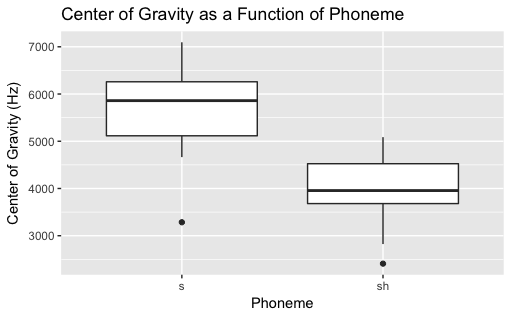 Center of Gravity as a Function of Phoneme
Center of Gravity (Hz)
7000
6000
5000
4000
3000
s sh
Phoneme